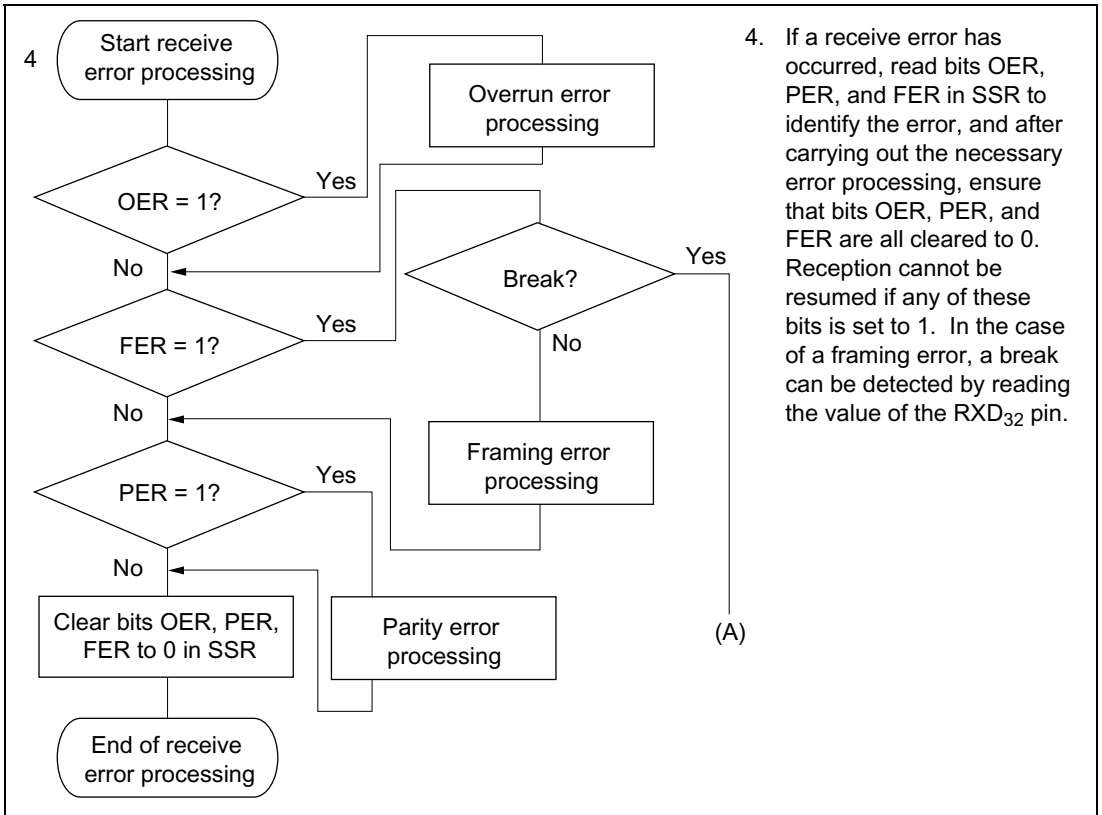 4
Start receive
error processing
OER = 1?
Yes
No
Overrun error
processing
FER = 1?
Yes
No
Break?
Yes
No
Framing error
processing
PER = 1?
Yes
No
Parity error
processing
(A)
Clear bits OER, PER,
FER to 0 in SSR
End of receive
error processing
4. If a receive error has
occurred, read bits OER,
PER, and FER in SSR to
identify the error, and after
carrying out the necessary
error processing, ensure
that bits OER, PER, and
FER are all cleared to 0.
Reception cannot be
resumed if any of these
bits is set to 1. In the case
of a framing error, a break
can be detected by reading
the value of the RXD32 pin.